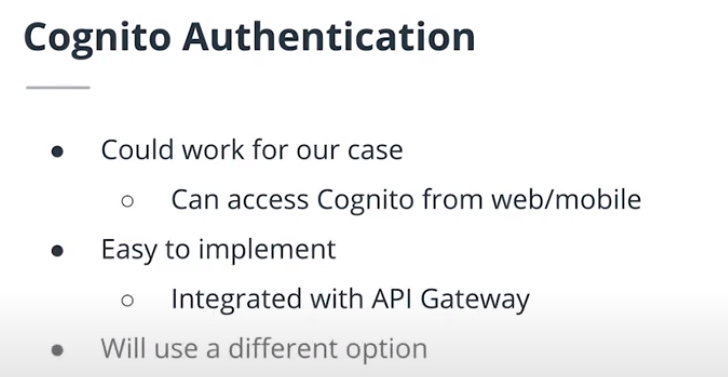 Cognito Authentication
● Could work for our case
○ Can access Cognito from web/mobile
● Easy to implement
○ Integrated with API Gateway
● Will use a different option